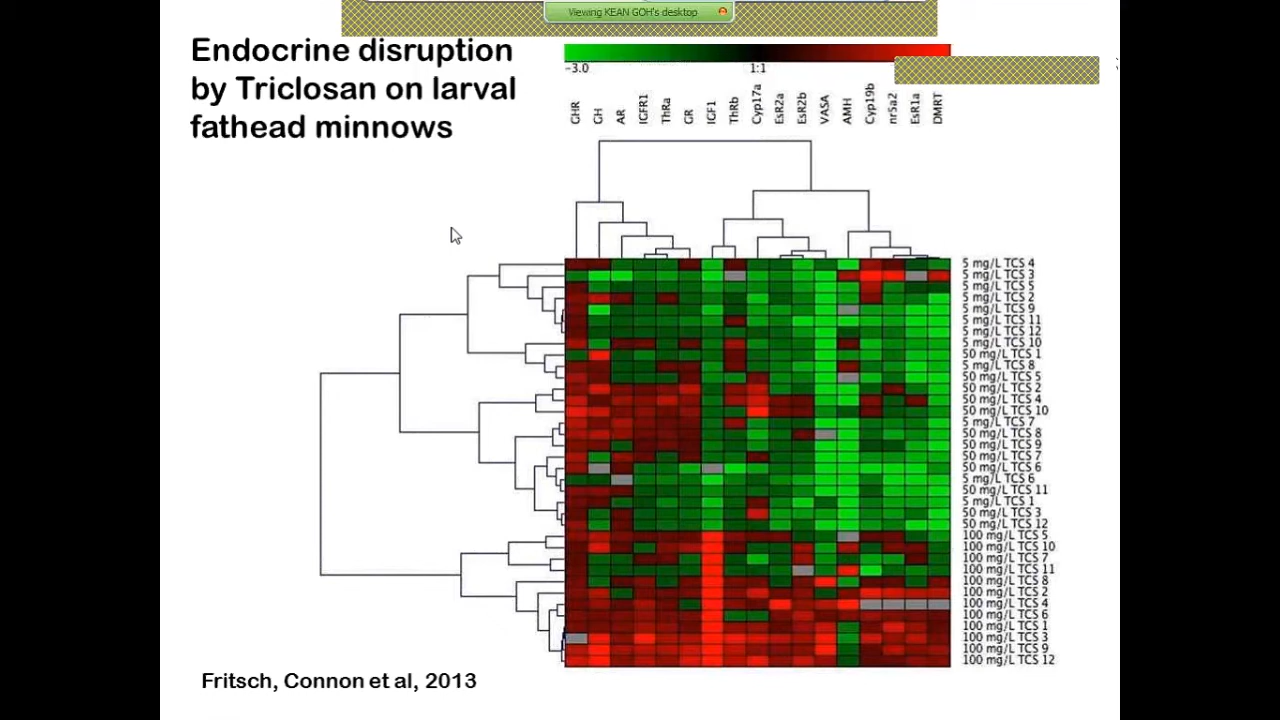 Viewing KEAN GOH's desktop
Endocrine disruption
by Triclosan on larval
fathead minnows
-3.0
1:1
GHR
GH
AR
IGFR1
ThRa
GR
IGF1
ThRb
Cyp17a
EsR2a
EsR2b
VASA
AMH
Cyp19b
nr5a2
EsR1a
DMRT
5 mg/L TCS 4
5 mg/L TCS 3
5 mg/L TCS 5
5 mg/L TCS 2
5 mg/L TCS 9
5 mg/L TCS 11
5 mg/L TCS 12
5 mg/L TCS 10
50 mg/L TCS 1
5 mg/L TCS 8
50 mg/L TCS 5
50 mg/L TCS 2
50 mg/L TCS 4
50 mg/L TCS 10
5 mg/L TCS 7
50 mg/L TCS 8
50 mg/L TCS 9
50 mg/L TCS 7
50 mg/L TCS 6
5 mg/L TCS 6
50 mg/L TCS 11
5 mg/L TCS 1
50 mg/L TCS 3
50 mg/L TCS 12
100 mg/L TCS 5
100 mg/L TCS 10
100 mg/L TCS 7
100 mg/L TCS 11
100 mg/L TCS 8
100 mg/L TCS 2
100 mg/L TCS 4
100 mg/L TCS 6
100 mg/L TCS 1
100 mg/L TCS 3
100 mg/L TCS 9
100 mg/L TCS 12
Fritsch, Connon et al, 2013